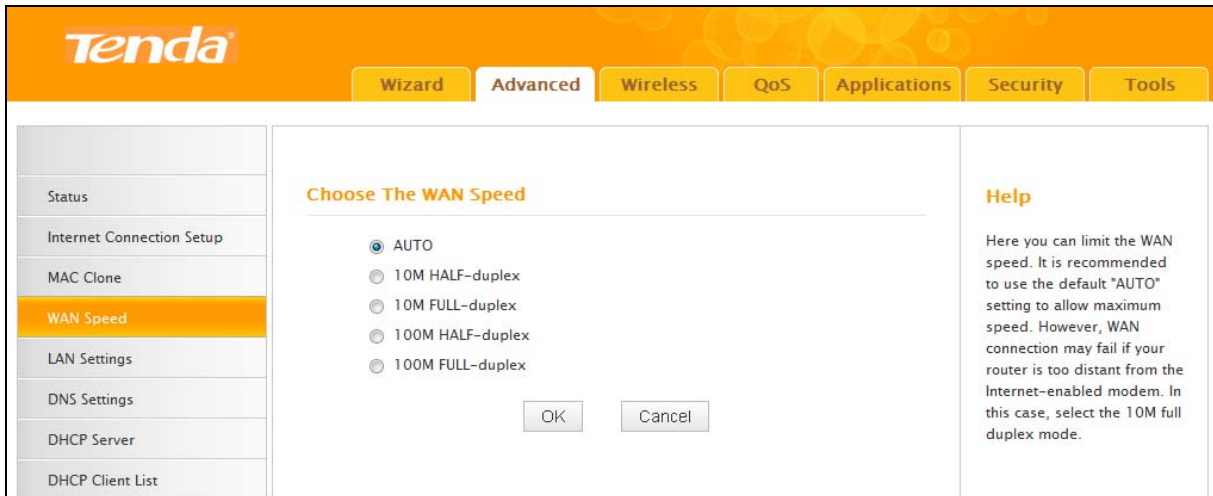 Tenda
Wizard
Advanced
Wireless
QoS
Applications
Security
Tools
Status
Internet Connection Setup
MAC Clone
WAN Speed
LAN Settings
DNS Settings
DHCP Server
DHCP Client List
Choose The WAN Speed
AUTO
10M HALF-duplex
10M FULL-duplex
100M HALF-duplex
100M FULL-duplex
OK
Cancel
Help
Here you can limit the WAN
speed. It is recommended
to use the default "AUTO"
setting to allow maximum
speed. However, WAN
connection may fail if your
router is too distant from the
Internet-enabled modem. In
this case, select the 10M full
duplex mode.